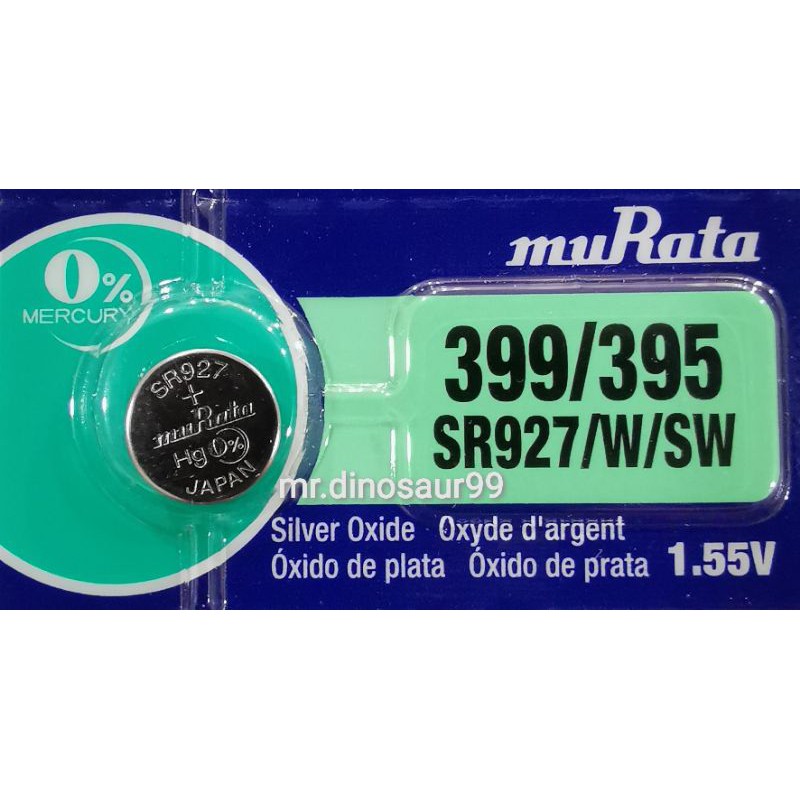 muRata
0%
MERCURY
399/395
SR927/W/SW
SR927
+
muRata
Hg 0%
JAPAN
mr.dinosaur99
Silver Oxide Oxyde d'argent
Óxido de plata Óxido de prata 1.55V